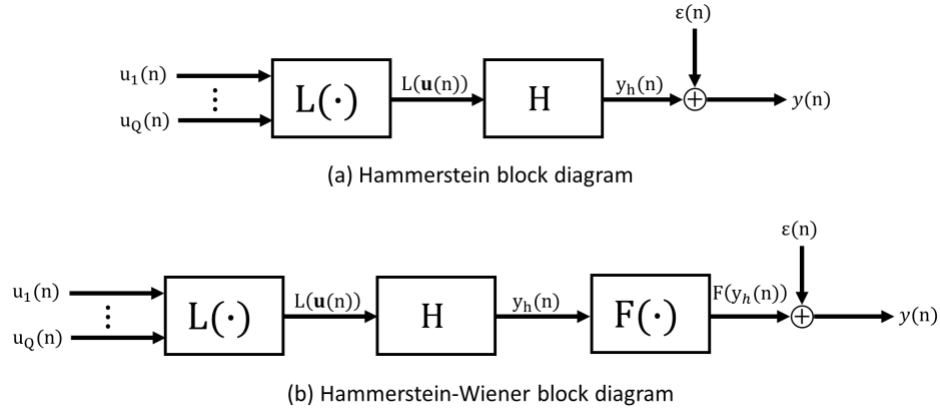 ε(n)
u₁(n)
⋮
u_Q(n)
L(·)
L(𝐮(n))
H
yₕ(n)
⊕
y(n)
(a) Hammerstein block diagram
ε(n)
u₁(n)
⋮
u_Q(n)
L(·)
L(𝐮(n))
H
yₕ(n)
F(·)
F(yₕ(n))
⊕
y(n)
(b) Hammerstein-Wiener block diagram